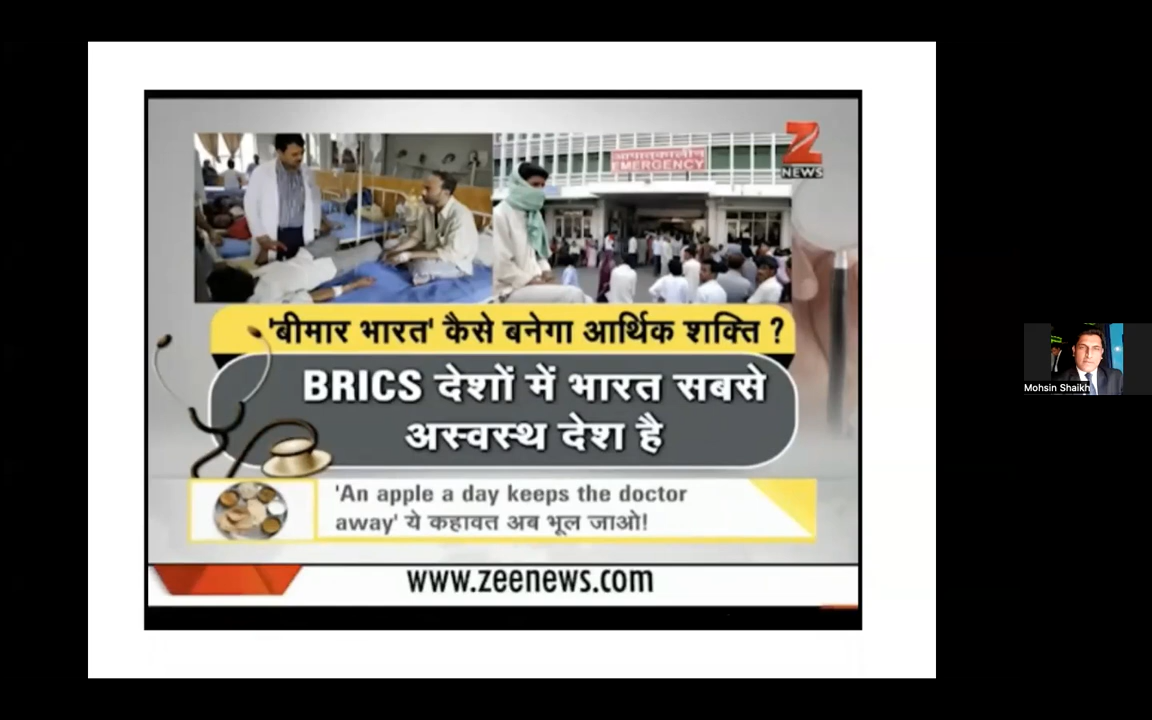 आपातकालीन
EMERGENCY
Z
NEWS
'बीमार भारत' कैसे बनेगा आर्थिक शक्ति ?
BRICS देशों में भारत सबसे
अस्वस्थ देश है
'An apple a day keeps the doctor
away' ये कहावत अब भूल जाओ!
www.zeenews.com
Mohsin Shaikh